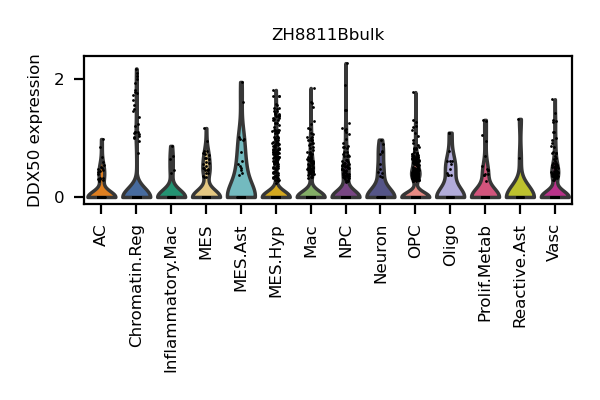 ZH8811Bbulk
DDX50 expression
2
0
AC
Chromatin.Reg
Inflammatory.Mac
MES
MES.Ast
MES.Hyp
Mac
NPC
Neuron
OPC
Oligo
Prolif.Metab
Reactive.Ast
Vasc